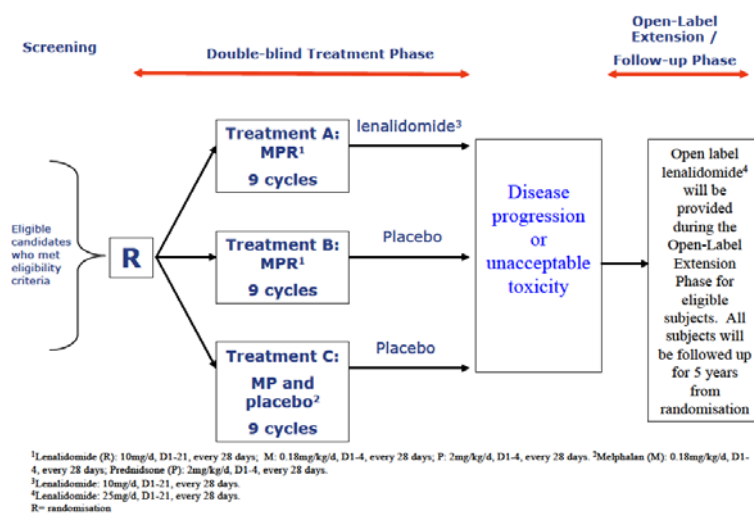 Screening
Double-blind Treatment Phase
Open-Label
Extension /
Follow-up Phase
Eligible
candidates
who met
eligibility
criteria
R
Treatment A:
MPR¹
9 cycles
lenalidomide³
Treatment B:
MPR¹
9 cycles
Placebo
Treatment C:
MP and
placebo²
9 cycles
Placebo
Disease
progression
or
unacceptable
toxicity
Open label
lenalidomide⁴
will be
provided
during the
Open-Label
Extension
Phase for
eligible
subjects. All
subjects will
be followed up
for 5 years
from
randomisation
¹Lenalidomide (R): 10mg/d, D1-21, every 28 days; M: 0.18mg/kg/d, D1-4, every 28 days; P: 2mg/kg/d, D1-4, every 28 days. ²Melphalan (M): 0.18mg/kg/d, D1-
4, every 28 days; Prednidsone (P): 2mg/kg/d, D1-4, every 28 days.
³Lenalidomide: 10mg/d, D1-21, every 28 days.
⁴Lenalidomide: 25mg/d, D1-21, every 28 days.
R= randomisation